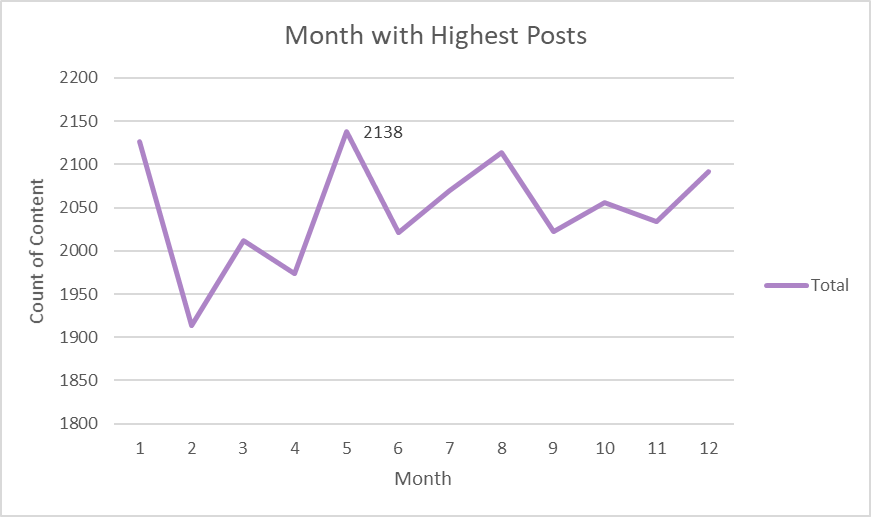 Month with Highest Posts
2200
2150
2100
2050
2000
1950
1900
1850
1800
Count of Content
2138
Total
1 2 3 4 5 6 7 8 9 10 11 12
Month